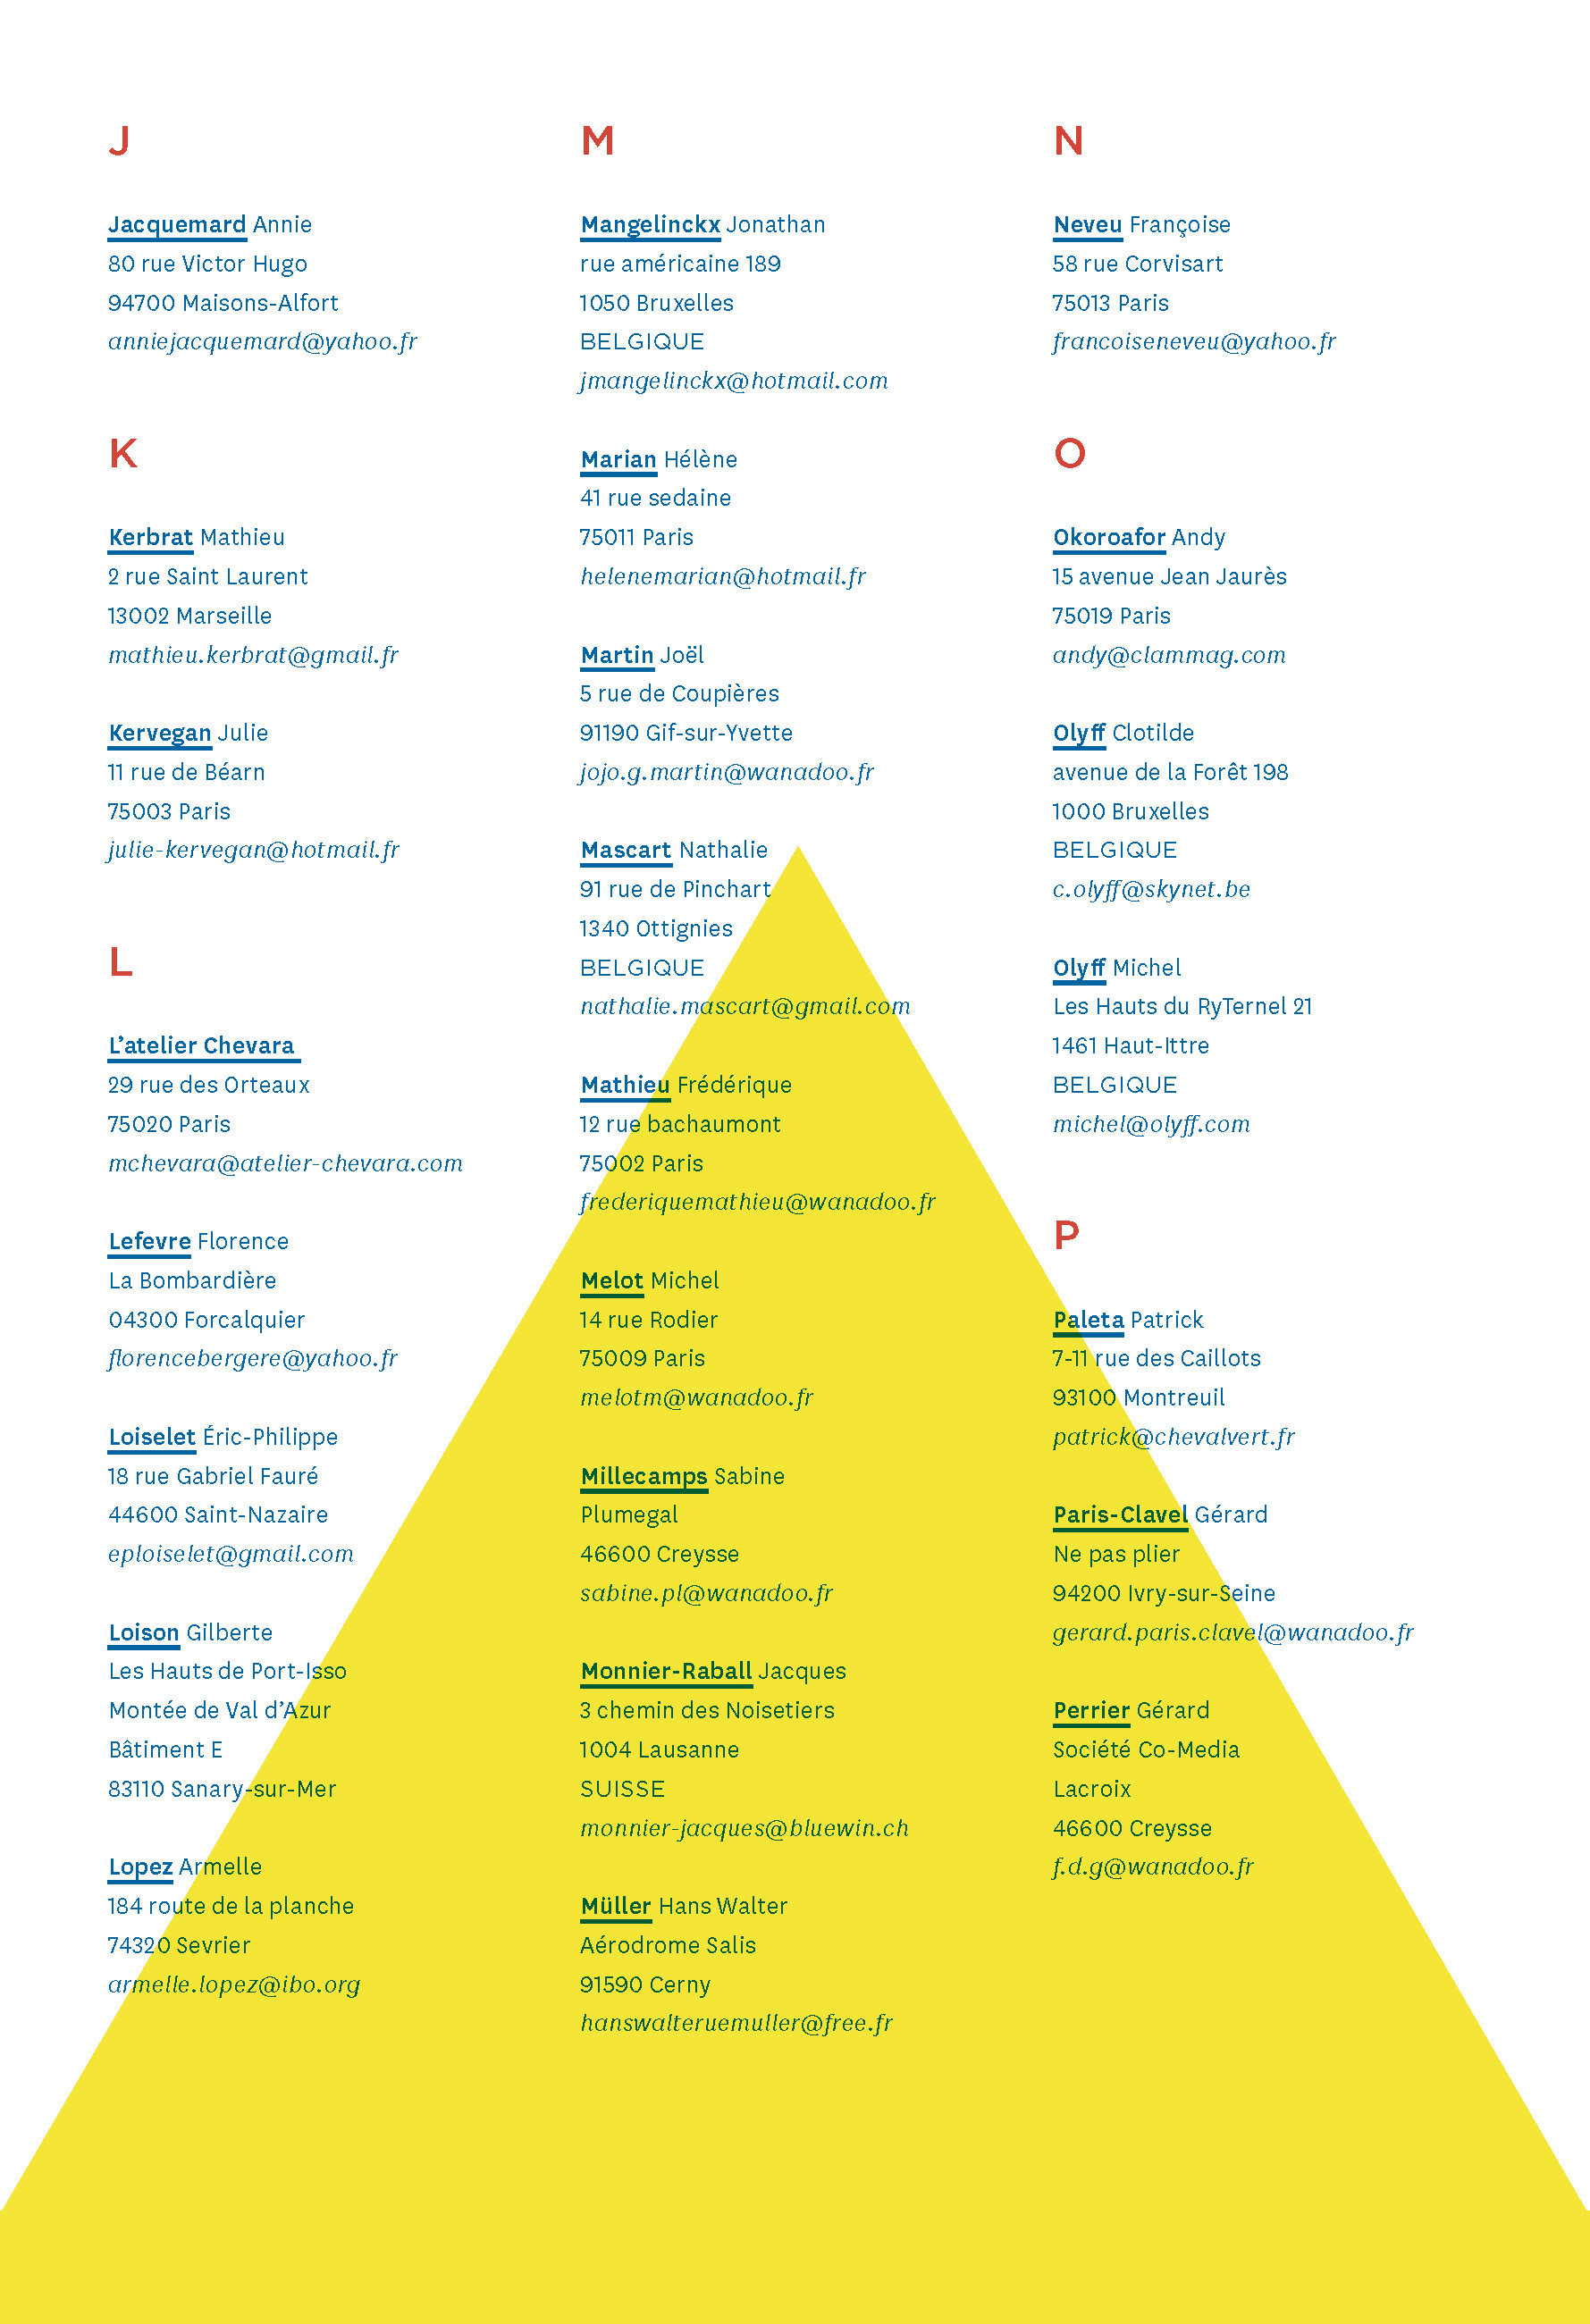 J
Jacquemard Annie
80 rue Victor Hugo
94700 Maisons-Alfort
anniejacquemard@yahoo.fr
K
Kerbrat Mathieu
2 rue Saint Laurent
13002 Marseille
mathieu.kerbrat@gmail.fr
Kervegan Julie
11 rue de Béarn
75003 Paris
julie-kervegan@hotmail.fr
L
L’atelier Chevara
29 rue des Orteaux
75020 Paris
mchevara@atelier-chevara.com
Lefevre Florence
La Bombardière
04300 Forcalquier
florencebergere@yahoo.fr
Loiselet Éric-Philippe
18 rue Gabriel Fauré
44600 Saint-Nazaire
eploiselet@gmail.com
Loison Gilberte
Les Hauts de Port-Isso
Montée de Val d’Azur
Bâtiment E
83110 Sanary-sur-Mer
Lopez Armelle
184 route de la planche
74320 Sevrier
armelle.lopez@ibo.org
M
Mangelinckx Jonathan
rue américaine 189
1050 Bruxelles
BELGIQUE
jmangelinckx@hotmail.com
Marian Hélène
41 rue sedaine
75011 Paris
helenemarian@hotmail.fr
Martin Joël
5 rue de Coupières
91190 Gif-sur-Yvette
jojo.g.martin@wanadoo.fr
Mascart Nathalie
91 rue de Pinchart
1340 Ottignies
BELGIQUE
nathalie.mascart@gmail.com
Mathieu Frédérique
12 rue bachaumont
75002 Paris
frederiquemathieu@wanadoo.fr
Melot Michel
14 rue Rodier
75009 Paris
melotm@wanadoo.fr
Millecamps Sabine
Plumegal
46600 Creysse
sabine.pl@wanadoo.fr
Monnier-Raball Jacques
3 chemin des Noisetiers
1004 Lausanne
SUISSE
monnier-jacques@bluewin.ch
Müller Hans Walter
Aérodrome Salis
91590 Cerny
hanswalteruemuller@free.fr
N
Neveu Françoise
58 rue Corvisart
75013 Paris
francoiseneveu@yahoo.fr
O
Okoroafor Andy
15 avenue Jean Jaurès
75019 Paris
andy@clammag.com
Olyff Clotilde
avenue de la Forêt 198
1000 Bruxelles
BELGIQUE
c.olyff@skynet.be
Olyff Michel
Les Hauts du RyTernel 21
1461 Haut-Ittre
BELGIQUE
michel@olyff.com
P
Paleta Patrick
7-11 rue des Caillots
93100 Montreuil
patrick@chevalvert.fr
Paris-Clavel Gérard
Ne pas plier
94200 Ivry-sur-Seine
gerard.paris.clavel@wanadoo.fr
Perrier Gérard
Société Co-Media
Lacroix
46600 Creysse
f.d.g@wanadoo.fr